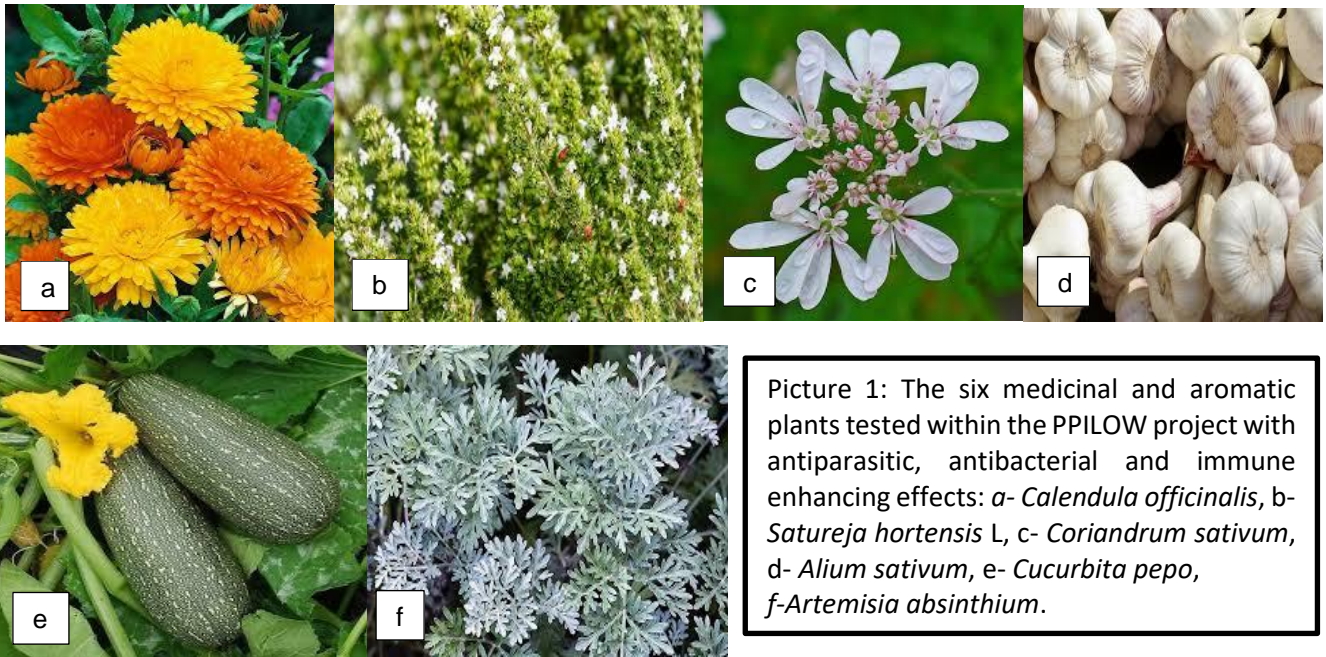 a
b
c
d
e
f
Picture 1: The six medicinal and aromatic
plants tested within the PPILOW project with
antiparasitic, antibacterial and immune
enhancing effects: a- Calendula officinalis, b-
Satureja hortensis L, c- Coriandrum sativum,
d- Alium sativum, e- Cucurbita pepo,
f-Artemisia absinthium.